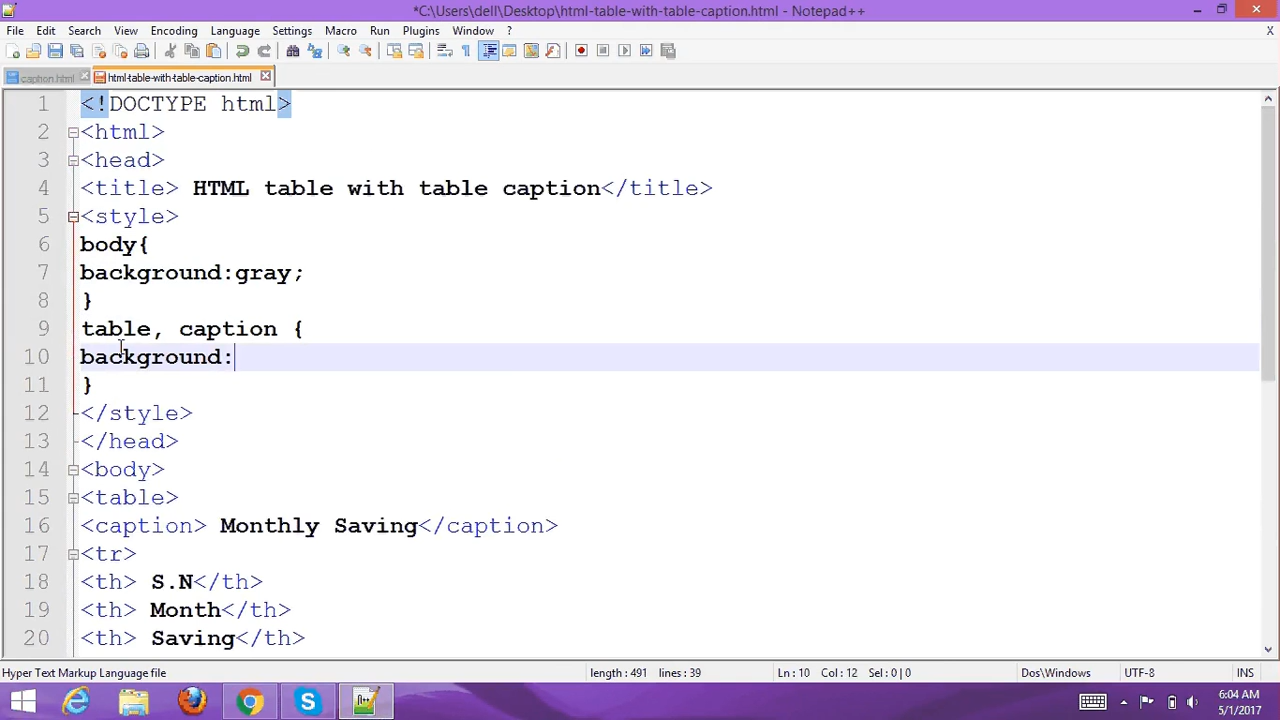 *C:\Users\dell\Desktop\html-table-with-table-caption.html - Notepad++
File Edit Search View Encoding Language Settings Macro Run Plugins Window ? X
caption.html html-table-with-table-caption.html
1 <!DOCTYPE html>
2 <html>
3 <head>
4 <title> HTML table with table caption</title>
5 <style>
6 body{
7 background:gray;
8 }
9 table, caption {
10 background:
11 }
12 </style>
13 </head>
14 <body>
15 <table>
16 <caption> Monthly Saving</caption>
17 <tr>
18 <th> S.N</th>
19 <th> Month</th>
20 <th> Saving</th>
Hyper Text Markup Language file length : 491 lines : 39 Ln : 10 Col : 12 Sel : 0 | 0 Dos\Windows UTF-8 INS
6:04 AM
5/1/2017